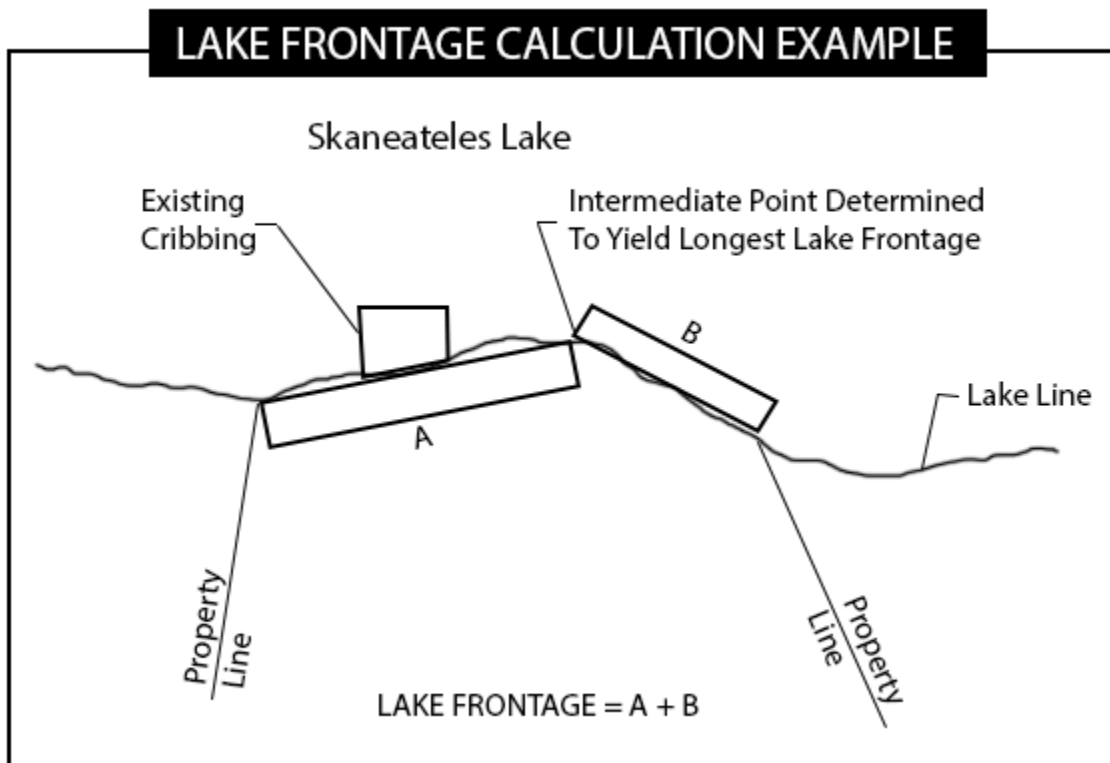 LAKE FRONTAGE CALCULATION EXAMPLE
Skaneateles Lake
Existing
Cribbing
Intermediate Point Determined
To Yield Longest Lake Frontage
B
Lake Line
A
Property
Line
Property
Line
LAKE FRONTAGE = A + B